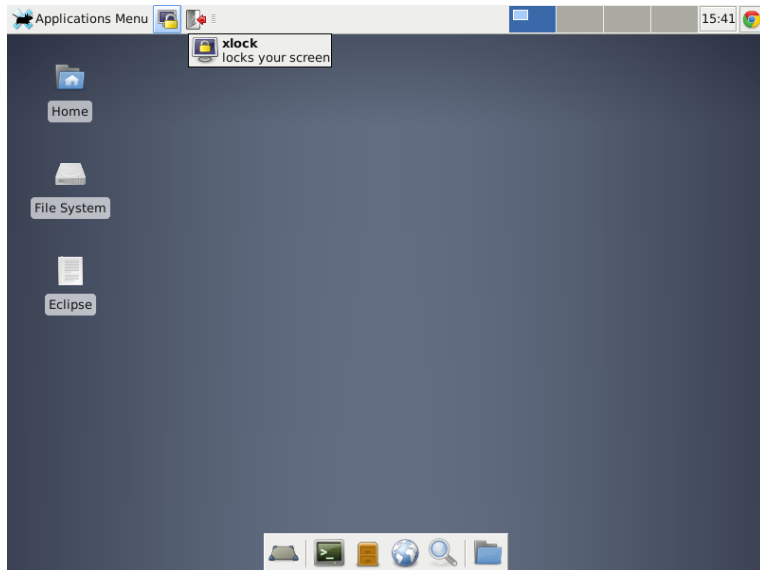 Applications Menu
15:41
xlock
locks your screen
Home
File System
Eclipse
>_